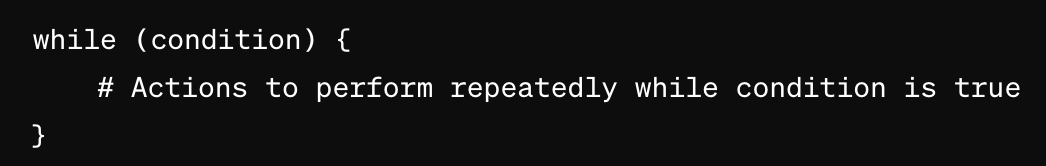 while (condition) {
    # Actions to perform repeatedly while condition is true
}